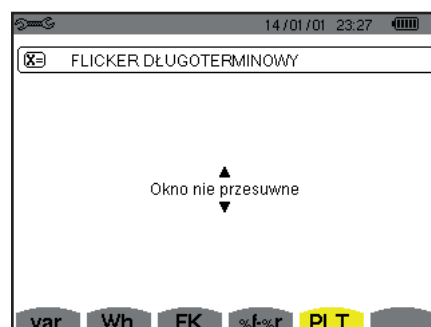 14/01/01 23:27
X= FLICKER DŁUGOTERMINOWY
Okno nie przesuwne
var Wh FK %f-%r PLT